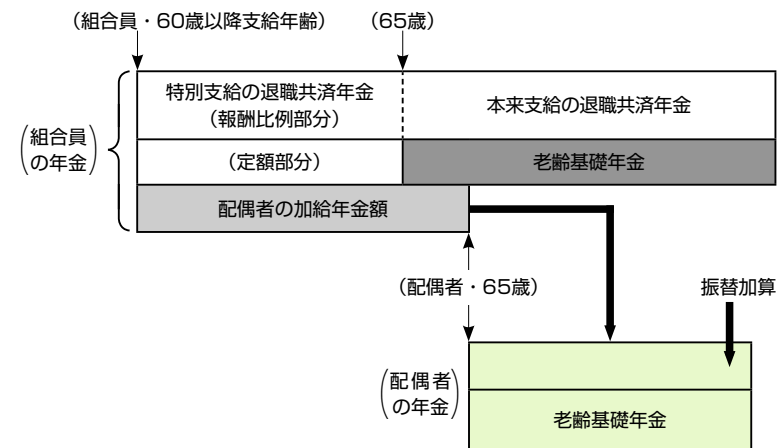 （組合員・60歳以降支給年齢）
（65歳）
特別支給の退職共済年金
（報酬比例部分）
本来支給の退職共済年金
（組合員
の年金）
（定額部分）
老齢基礎年金
配偶者の加給年金額
（配偶者・65歳）
振替加算
（配偶者
の年金）
老齢基礎年金